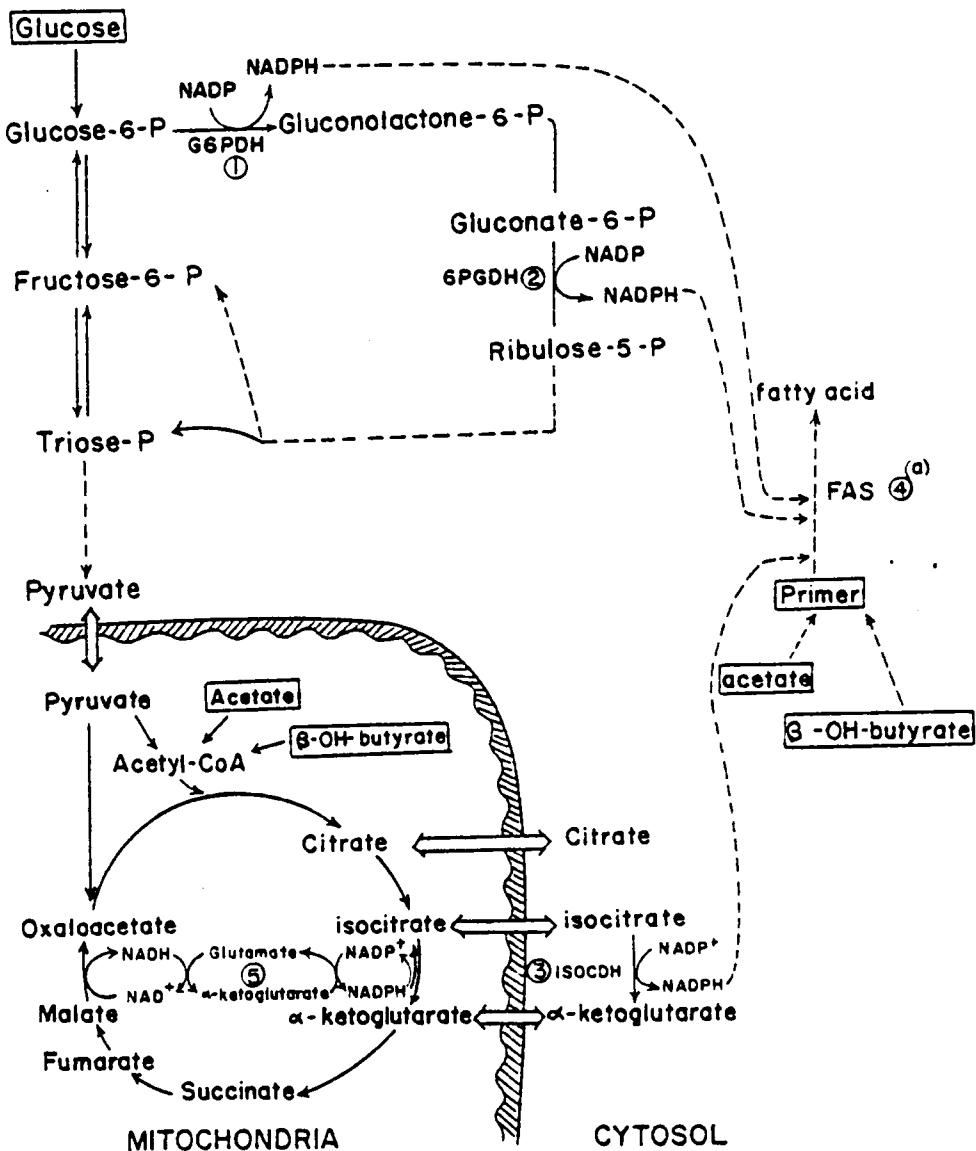 Glucose
NADPH
NADP
Glucose-6-P
Gluconolactone-6-P
G6PDH
①
Gluconate-6-P
NADP
6PGDH ②
NADPH
Fructose-6-P
Ribulose-5-P
fatty acid
Triose-P
FAS ④ (a)
Pyruvate
Primer
acetate
β-OH-butyrate
Pyruvate
Acetate
β-OH-butyrate
Acetyl-CoA
Citrate
Citrate
Oxaloacetate
isocitrate
isocitrate
NADH
Glutamate
NADP+
NADP+
⑤
③ ISOCDH
NAD+
α-ketoglutarate
NADPH
NADPH
Malate
α-ketoglutarate
α-ketoglutarate
Fumarate
Succinate
MITOCHONDRIA
CYTOSOL